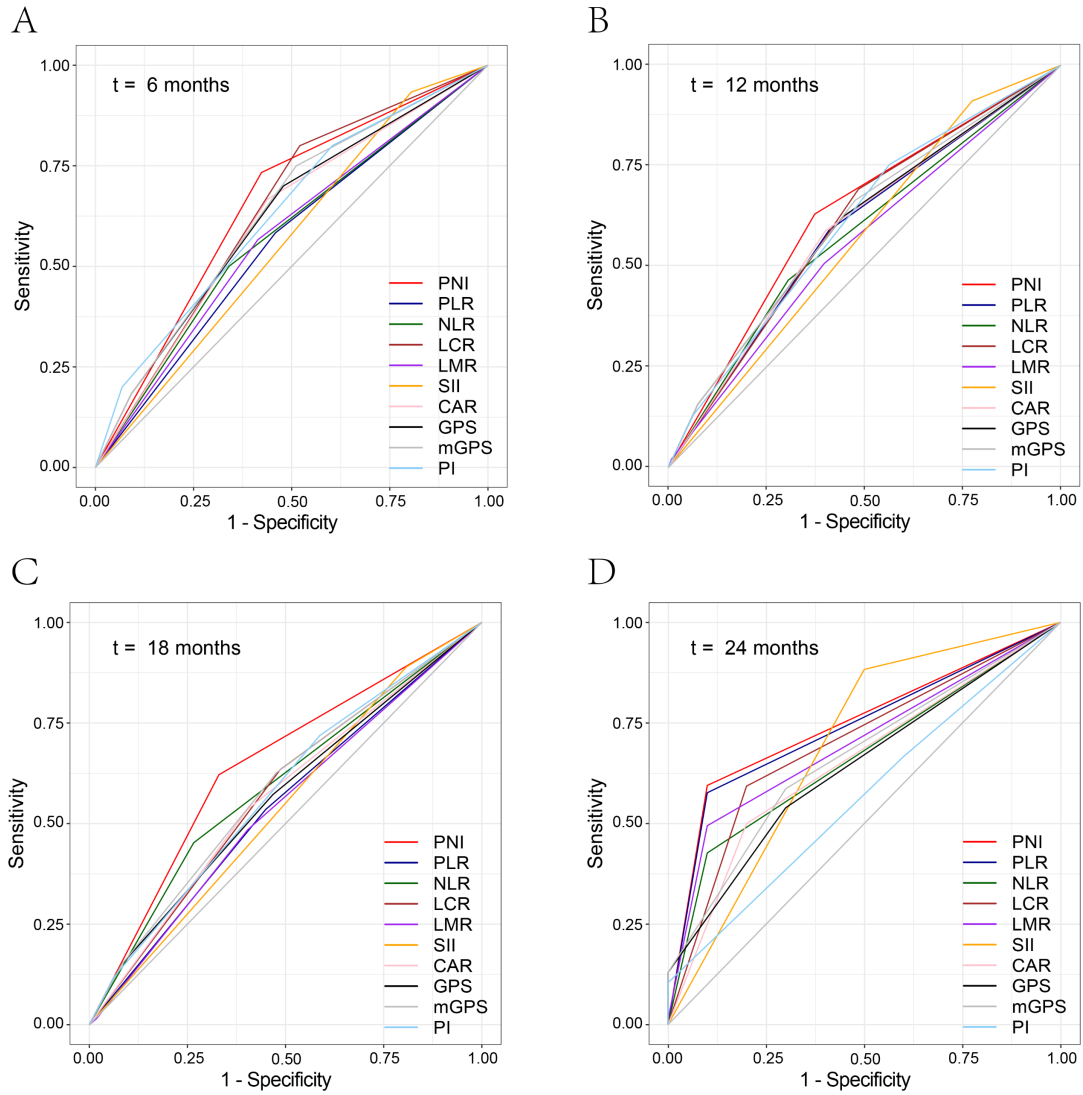 A
t = 6 months
Sensitivity
1.00
0.75
0.50
0.25
0.00
PNI
PLR
NLR
LCR
LMR
SII
CAR
GPS
mGPS
PI
0.00 0.25 0.50 0.75 1.00
1 - Specificity
B
t = 12 months
Sensitivity
1.00
0.75
0.50
0.25
0.00
PNI
PLR
NLR
LCR
LMR
SII
CAR
GPS
mGPS
PI
0.00 0.25 0.50 0.75 1.00
1 - Specificity
C
t = 18 months
Sensitivity
1.00
0.75
0.50
0.25
0.00
PNI
PLR
NLR
LCR
LMR
SII
CAR
GPS
mGPS
PI
0.00 0.25 0.50 0.75 1.00
1 - Specificity
D
t = 24 months
Sensitivity
1.00
0.75
0.50
0.25
0.00
PNI
PLR
NLR
LCR
LMR
SII
CAR
GPS
mGPS
PI
0.00 0.25 0.50 0.75 1.00
1 - Specificity